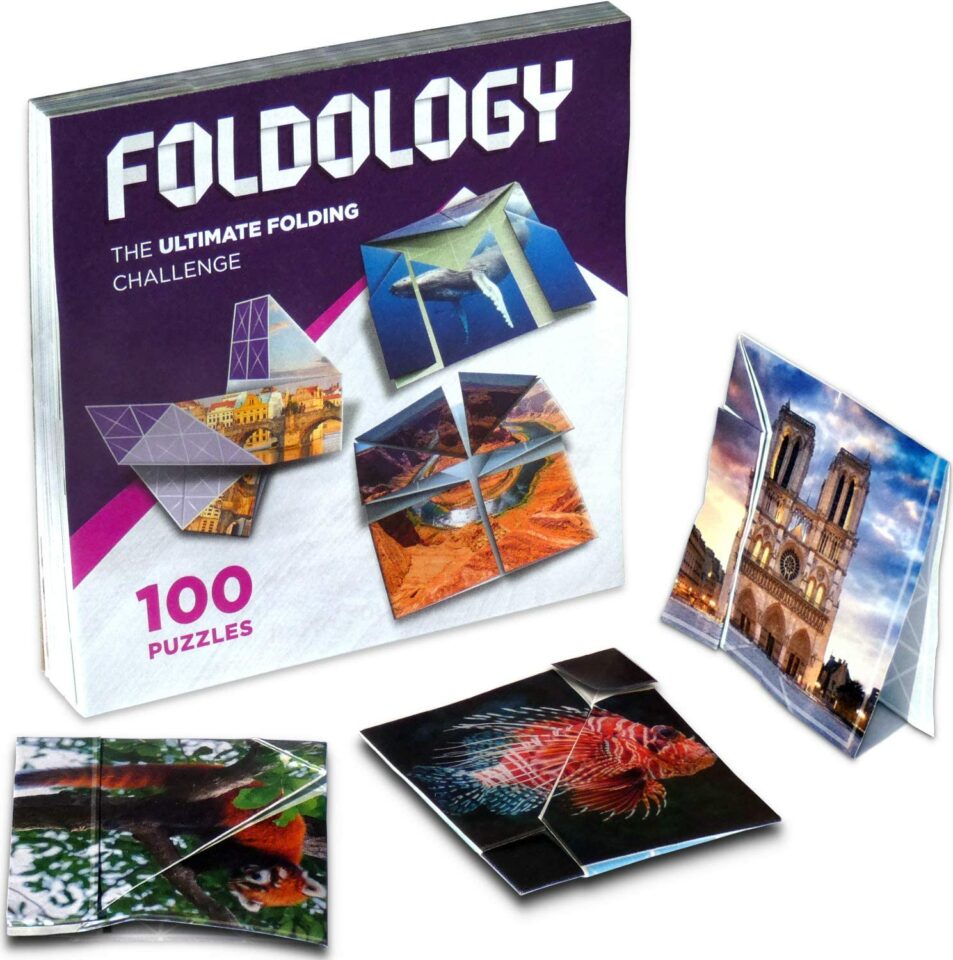 FOLDOLOGY
THE ULTIMATE FOLDING
CHALLENGE
100
PUZZLES